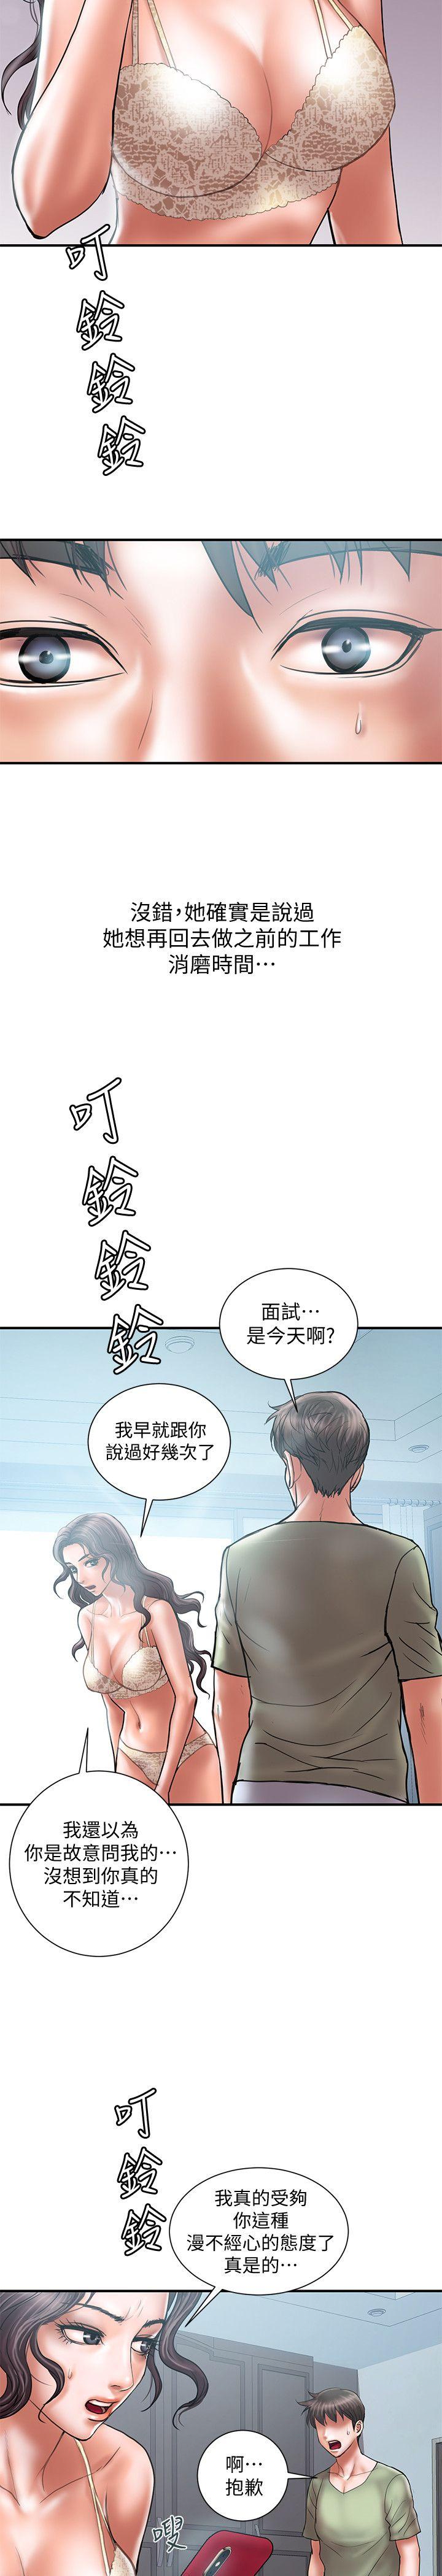 叮
鈴
鈴
鈴
沒錯，她確實是說過
她想再回去做之前的工作
消磨時間⋯
叮
鈴
鈴
鈴
面試⋯
是今天啊?
我早就跟你
說過好幾次了
我還以為
你是故意問我的⋯
沒想到你真的
不知道⋯
叮
鈴
鈴
我真的受夠
你這種
漫不經心的態度了
真是的⋯
啊⋯
抱歉
嗖